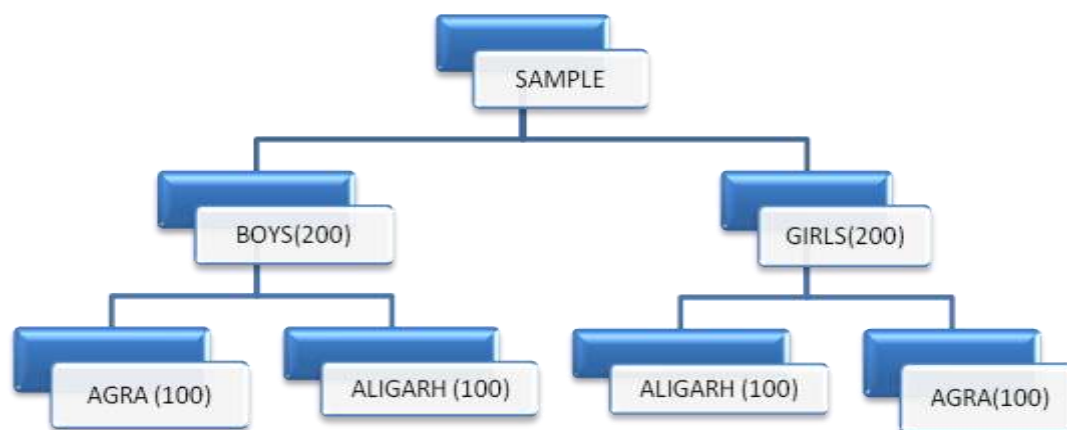 SAMPLE
BOYS(200)
GIRLS(200)
AGRA (100)
ALIGARH (100)
ALIGARH (100)
AGRA(100)